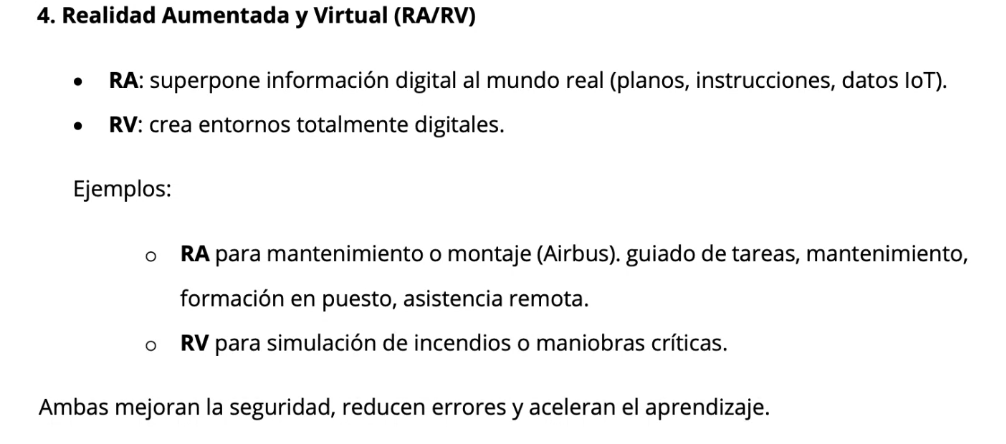 4. Realidad Aumentada y Virtual (RA/RV)
• RA: superpone información digital al mundo real (planos, instrucciones, datos IoT).
• RV: crea entornos totalmente digitales.
Ejemplos:
o RA para mantenimiento o montaje (Airbus). guiado de tareas, mantenimiento,
formación en puesto, asistencia remota.
o RV para simulación de incendios o maniobras críticas.
Ambas mejoran la seguridad, reducen errores y aceleran el aprendizaje.